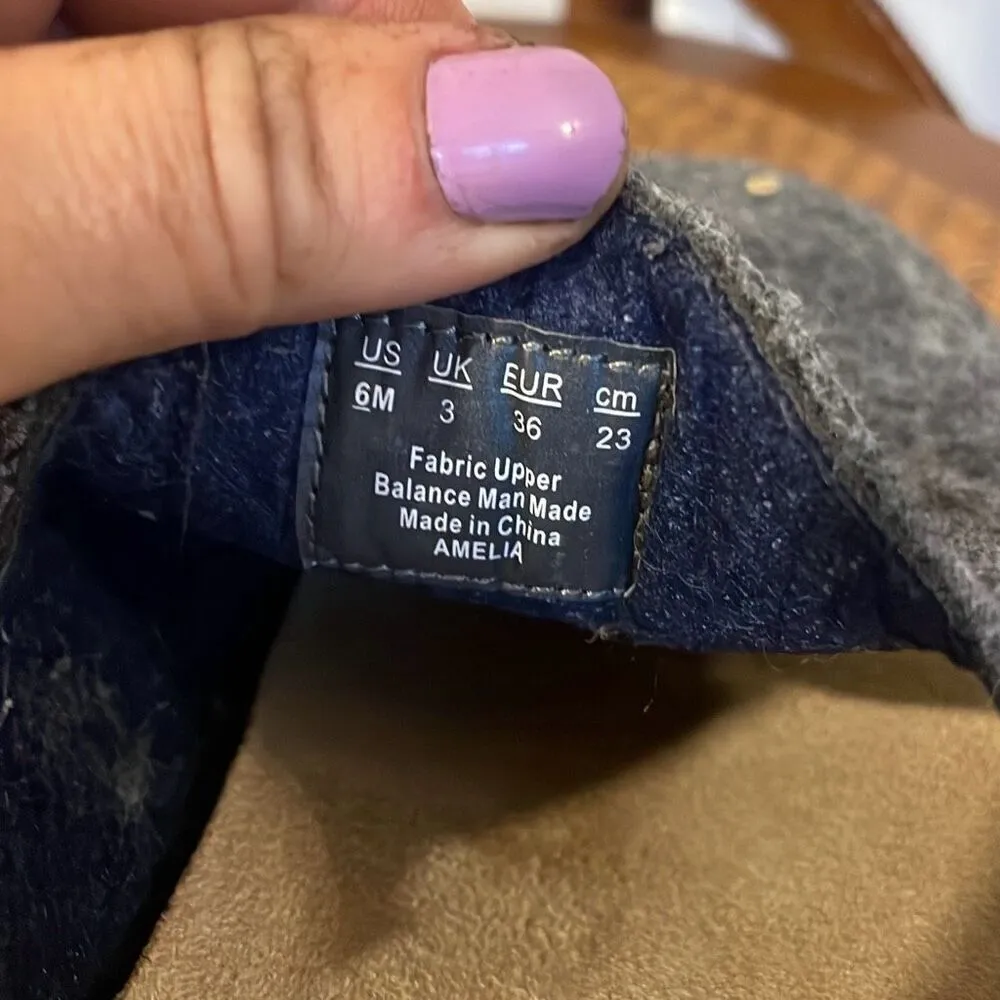 US UK EUR cm
6M 3 36 23
Fabric Upper
Balance Man Made
Made in China
AMELIA